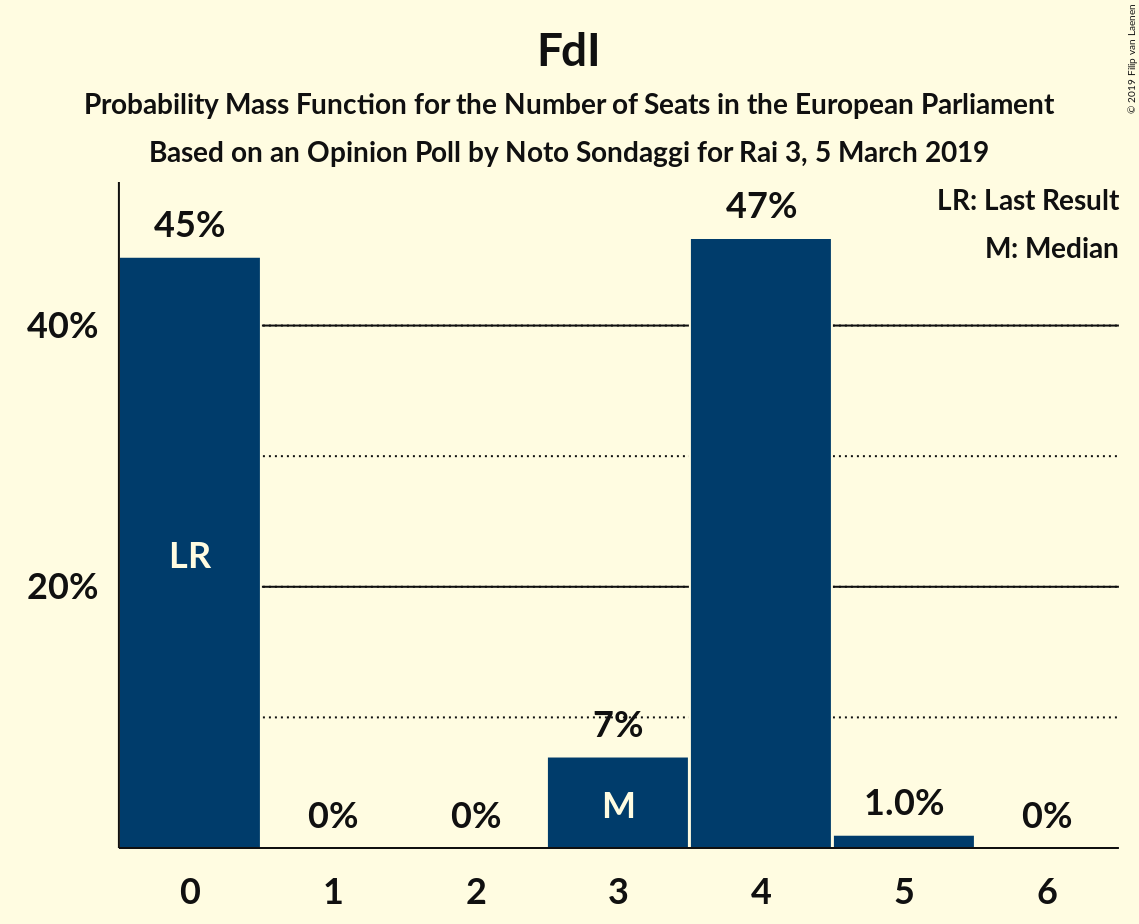 FdI
Probability Mass Function for the Number of Seats in the European Parliament
Based on an Opinion Poll by Noto Sondaggi for Rai 3, 5 March 2019
© 2019 Filip van Laenen
LR: Last Result
M: Median
45%
47%
40%
LR
20%
7%
M
0%
0%
1.0%
0%
0 1 2 3 4 5 6